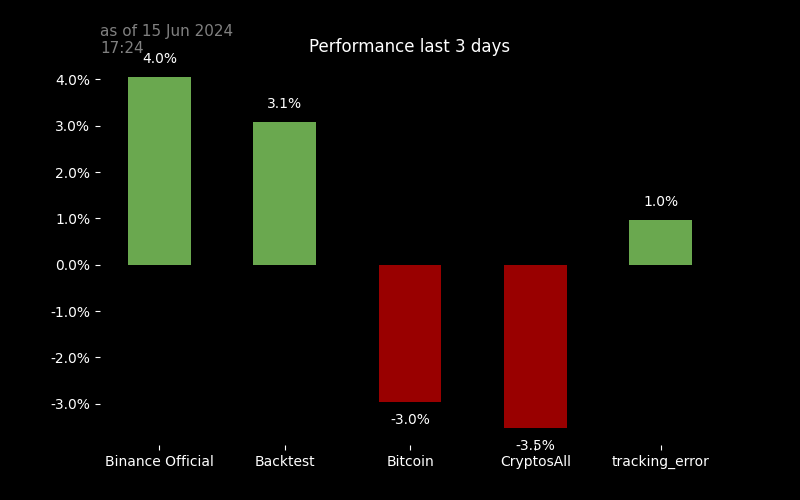 as of 15 Jun 2024
17:24
Performance last 3 days
4.0%
3.1%
1.0%
-3.0%
-3.5%
4.0%
3.0%
2.0%
1.0%
0.0%
-1.0%
-2.0%
-3.0%
Binance Official
Backtest
Bitcoin
CryptosAll
tracking_error